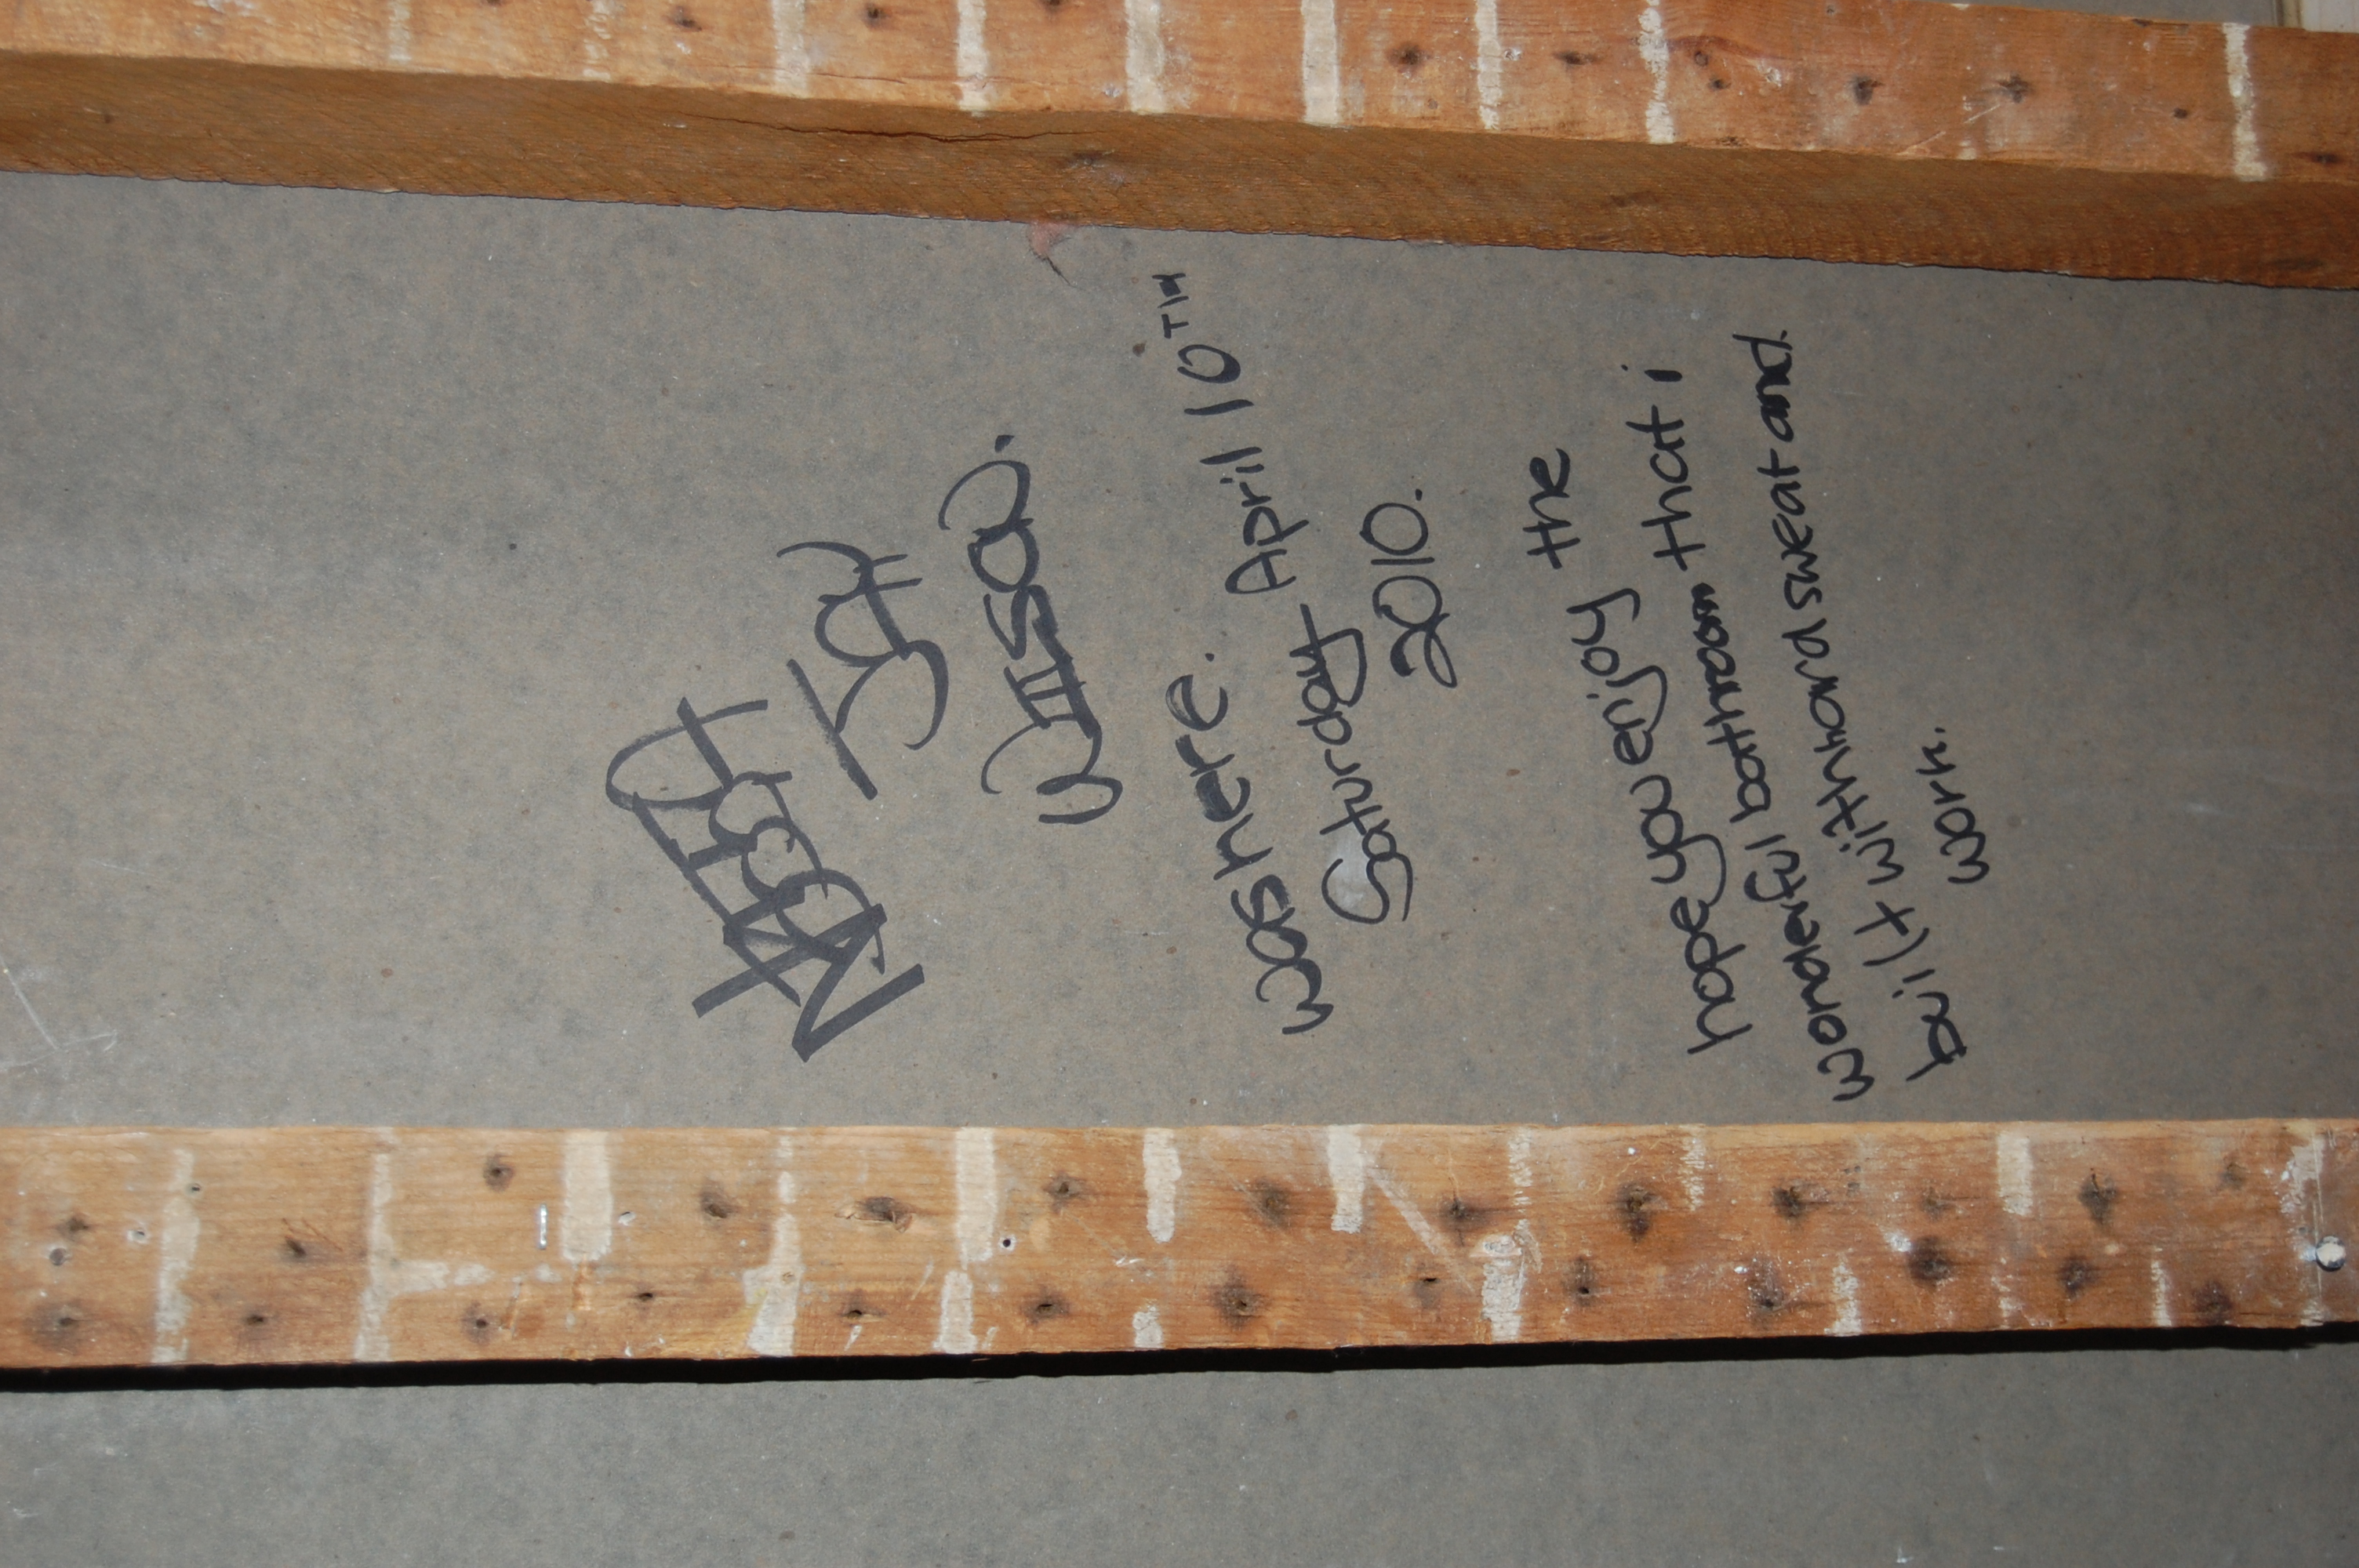 Wilson.
was here. April 10TH
Saturday
2010.
hope you enjoy the
wonderful bathroom that i
built with hard sweat and
work.